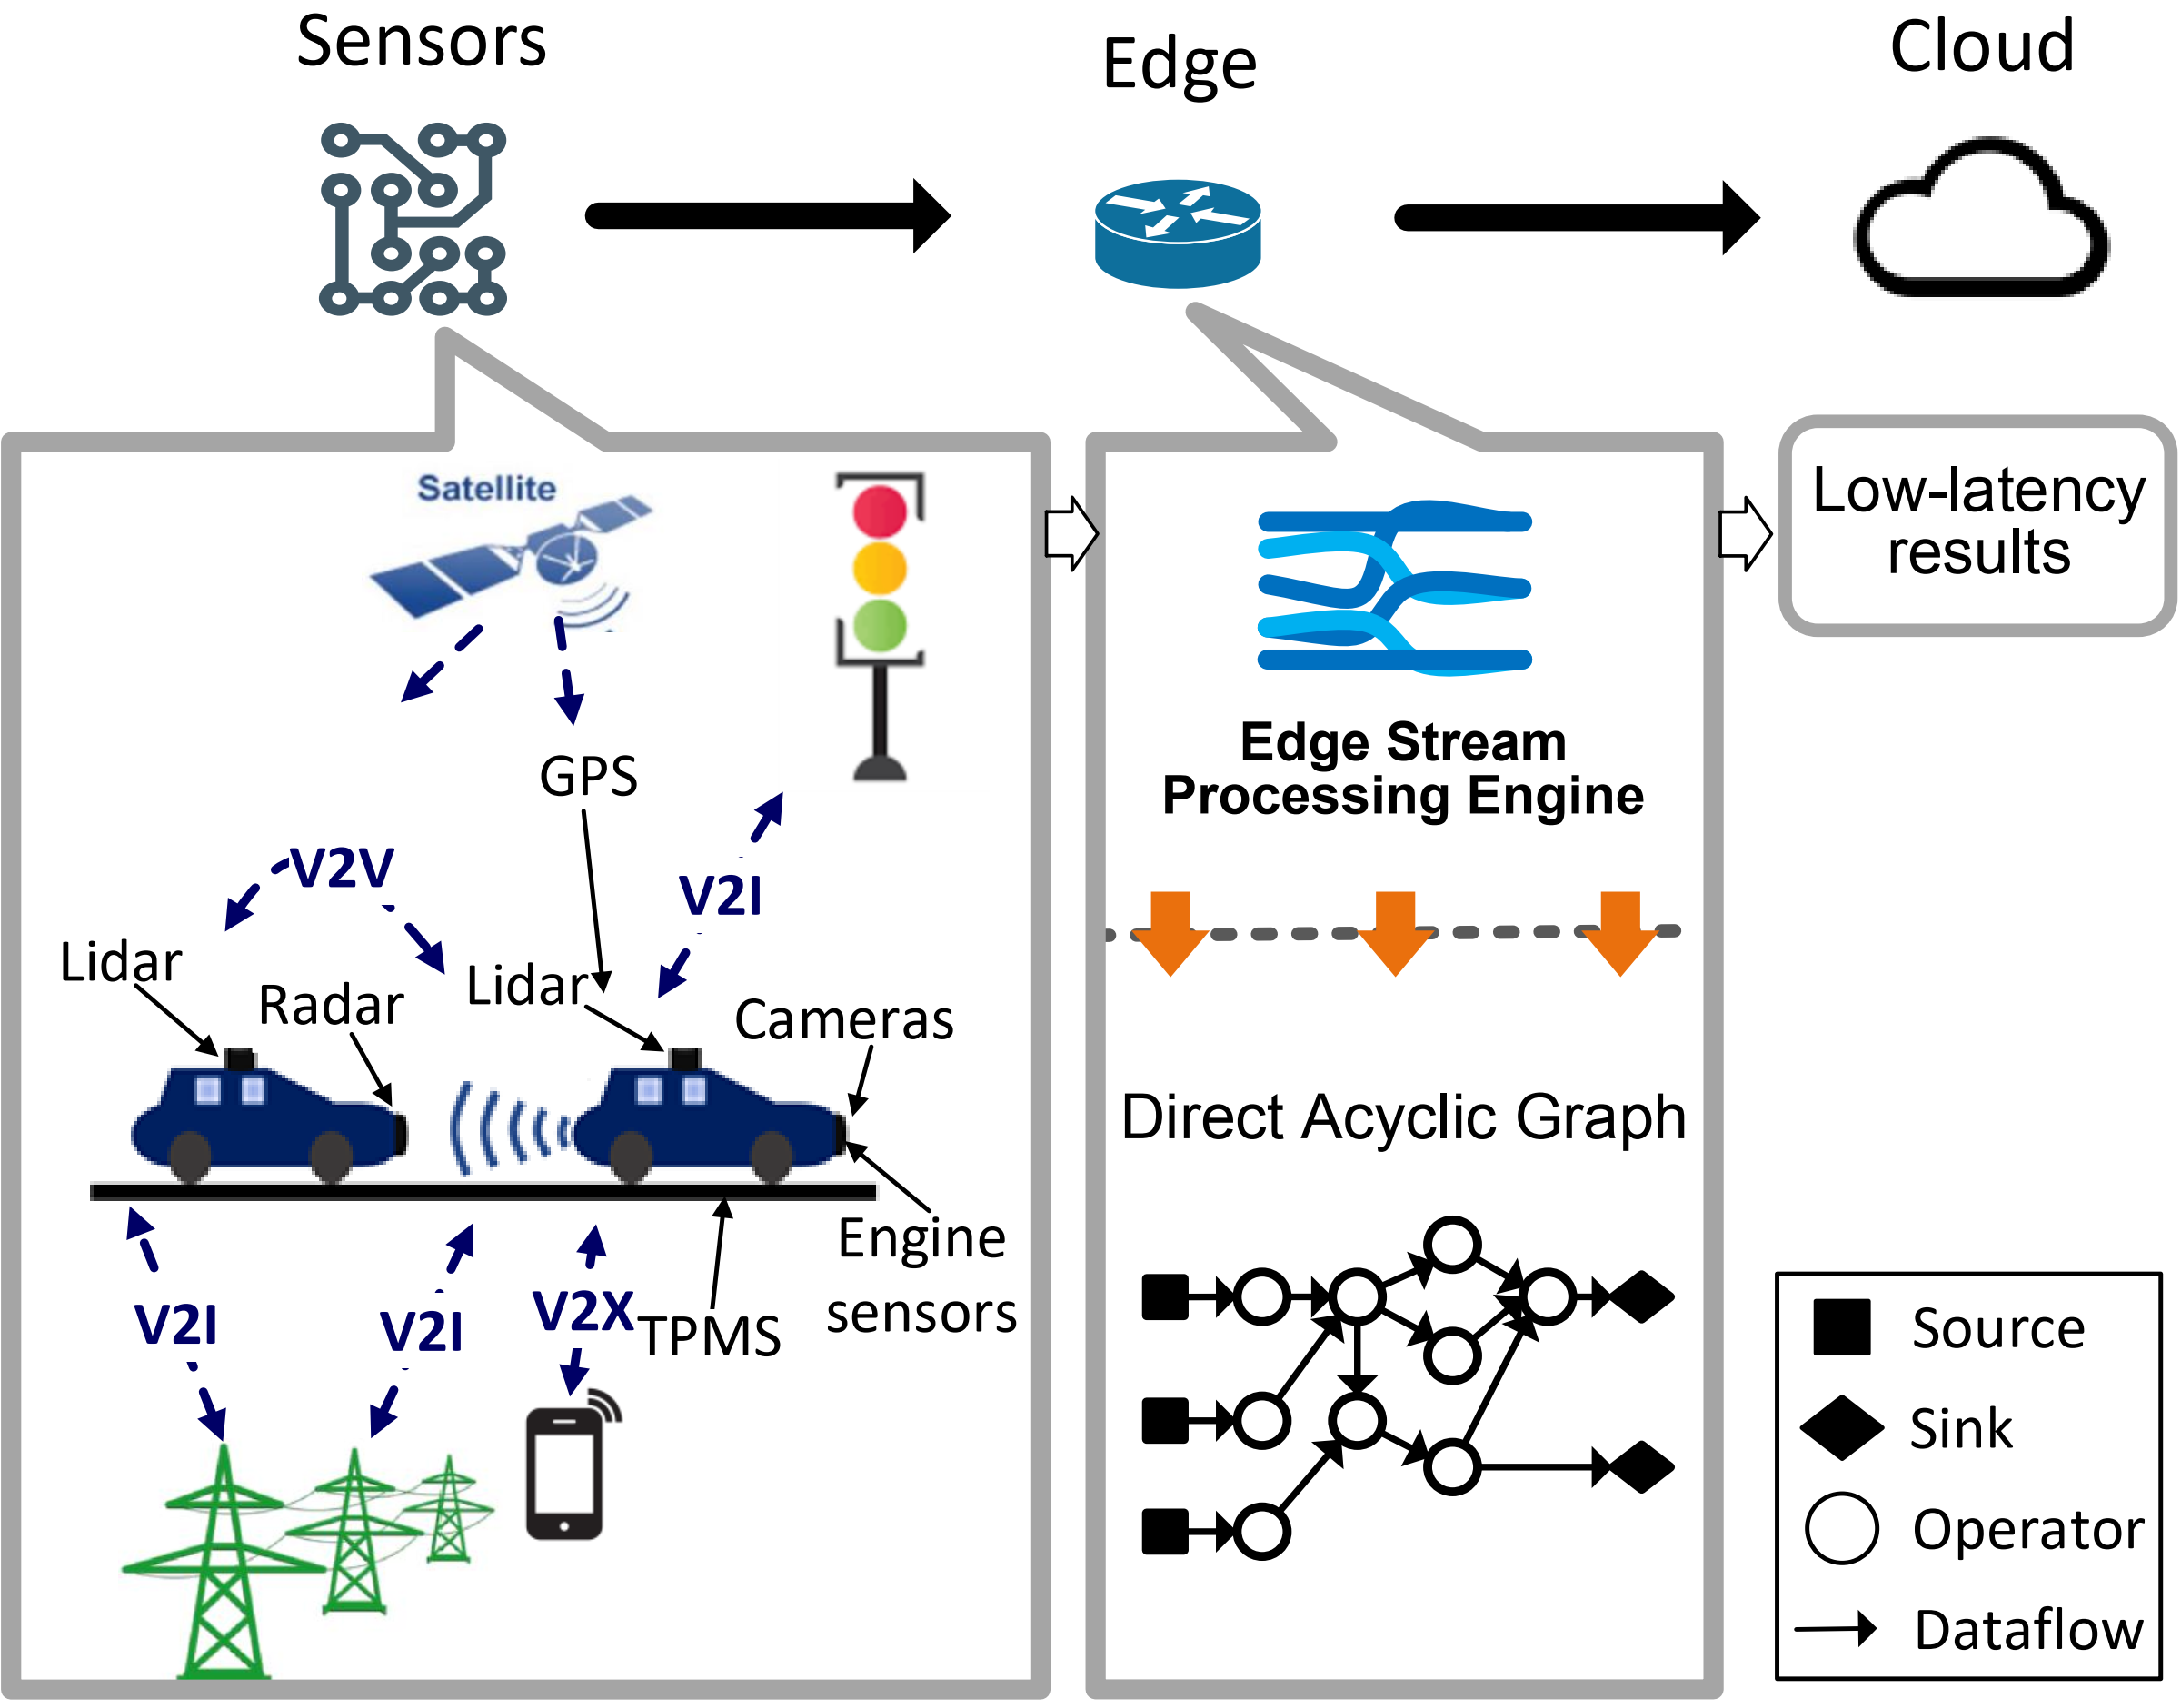 Sensors
Edge
Cloud
Satellite
GPS
V2V
V2I
Lidar
Radar
Lidar
Cameras
Engine
sensors
V2I
V2I
V2X
TPMS
Edge Stream
Processing Engine
Direct Acyclic Graph
Low-latency
results
Source
Sink
Operator
Dataflow